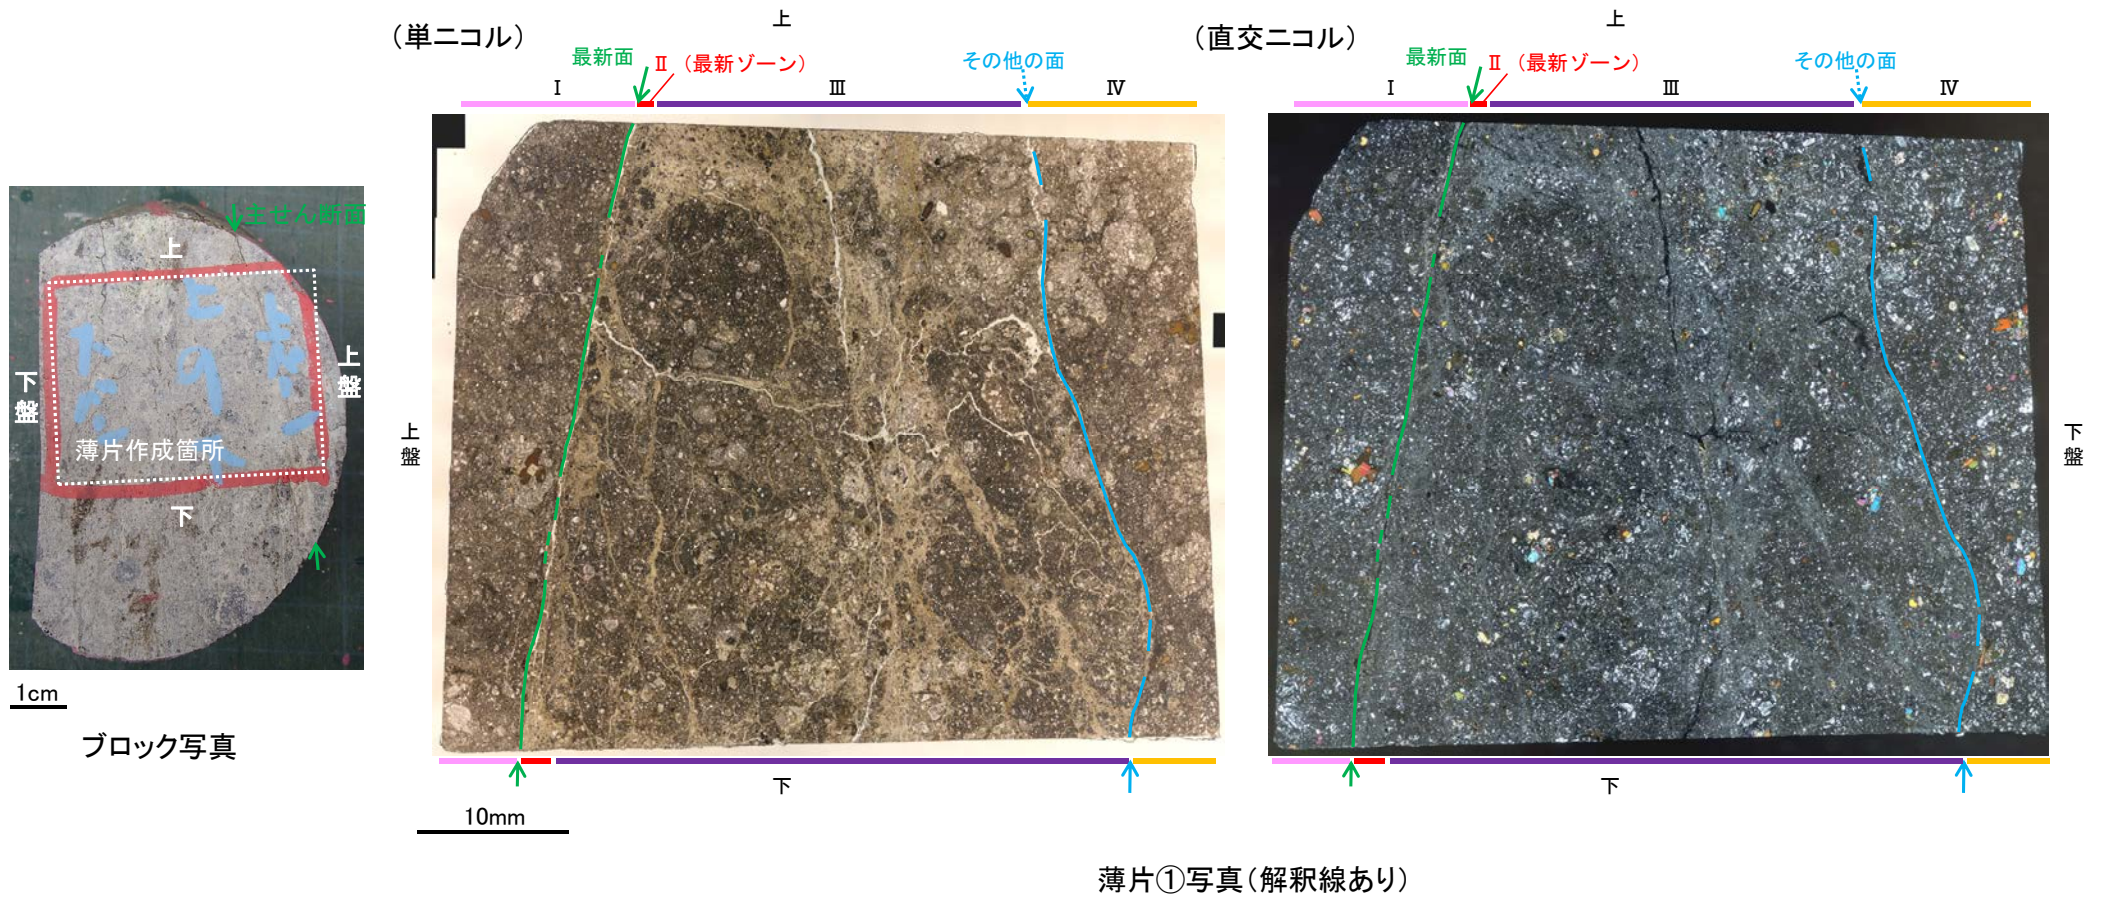 (単ニコル)
上
最新面
Ⅱ (最新ゾーン)
その他の面
Ⅰ
Ⅲ
Ⅳ
(直交ニコル)
上
最新面
Ⅱ (最新ゾーン)
その他の面
Ⅰ
Ⅲ
Ⅳ
主せん断面
上
下盤
上盤
薄片作成箇所
下
1cm
ブロック写真
上盤
下盤
下
下
10mm
薄片①写真(解釈線あり)